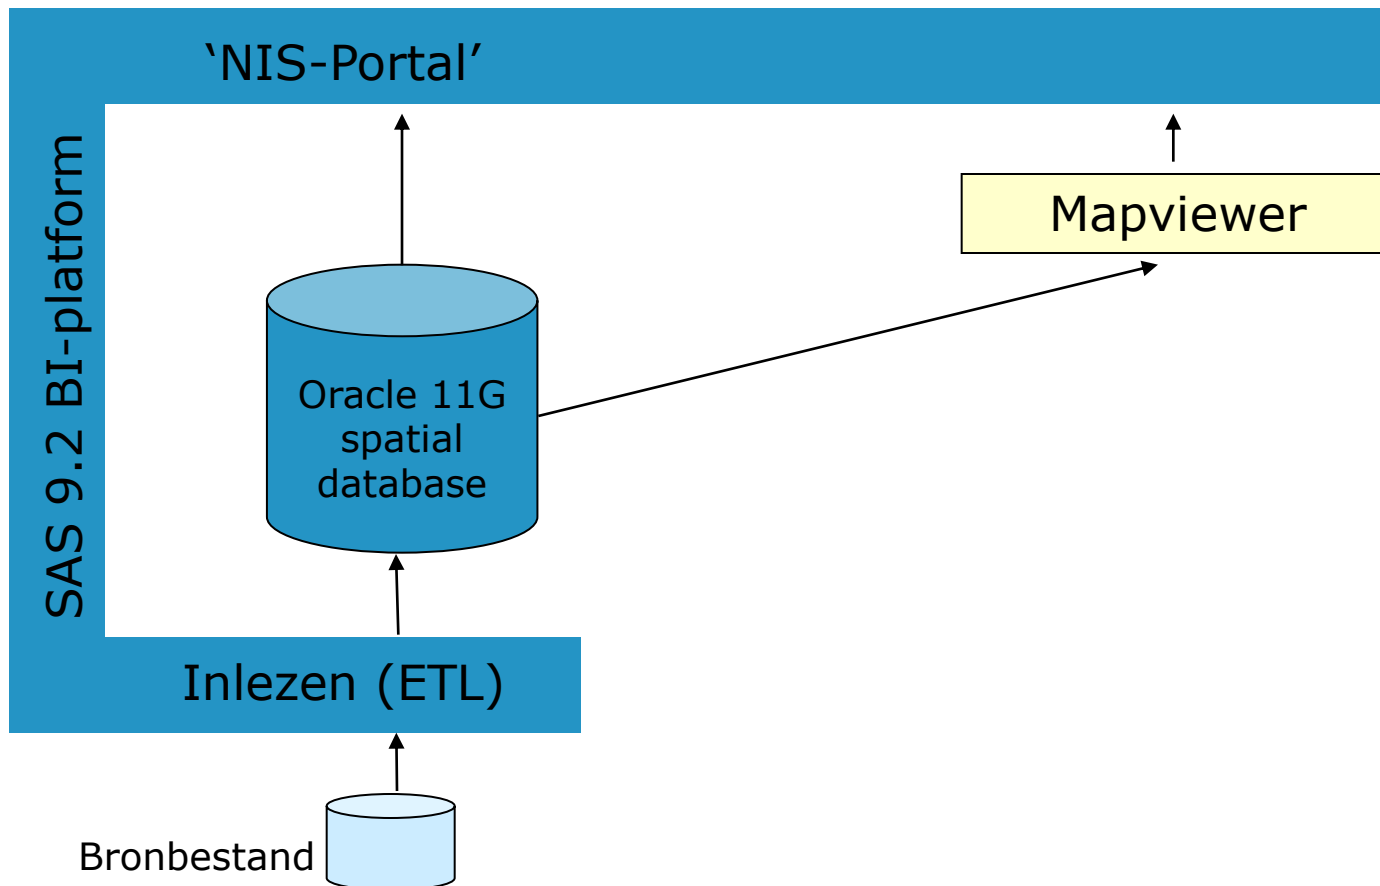 ‘NIS-Portal’
SAS 9.2 BI-platform
Mapviewer
Oracle 11G
spatial
database
Inlezen (ETL)
Bronbestand